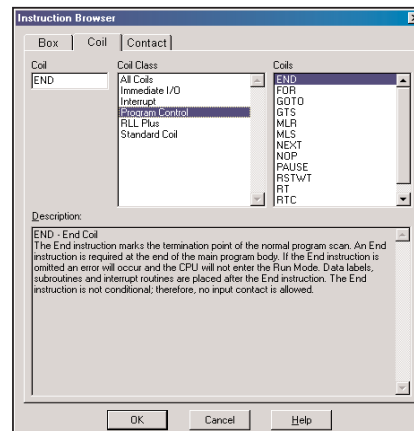 Instruction Browser
Box
Coil
Contact
Coil
Coil Class
Coils
END
All Coils
Immediate I/O
Interrupt
Program Control
RLL Plus
Standard Coil
END
FOR
GOTO
GTS
MLR
MLS
NEXT
NOP
PAUSE
RSTWT
RT
RTC
Description:
END - End Coil
The End instruction marks the termination point of the normal program scan. An End
instruction is required at the end of the main program body. If the End instruction is
omitted an error will occur and the CPU will not enter the Run Mode. Data labels,
subroutines and interrupt routines are placed after the End instruction. The End
instruction is not conditional; therefore, no input contact is allowed.
OK
Cancel
Help